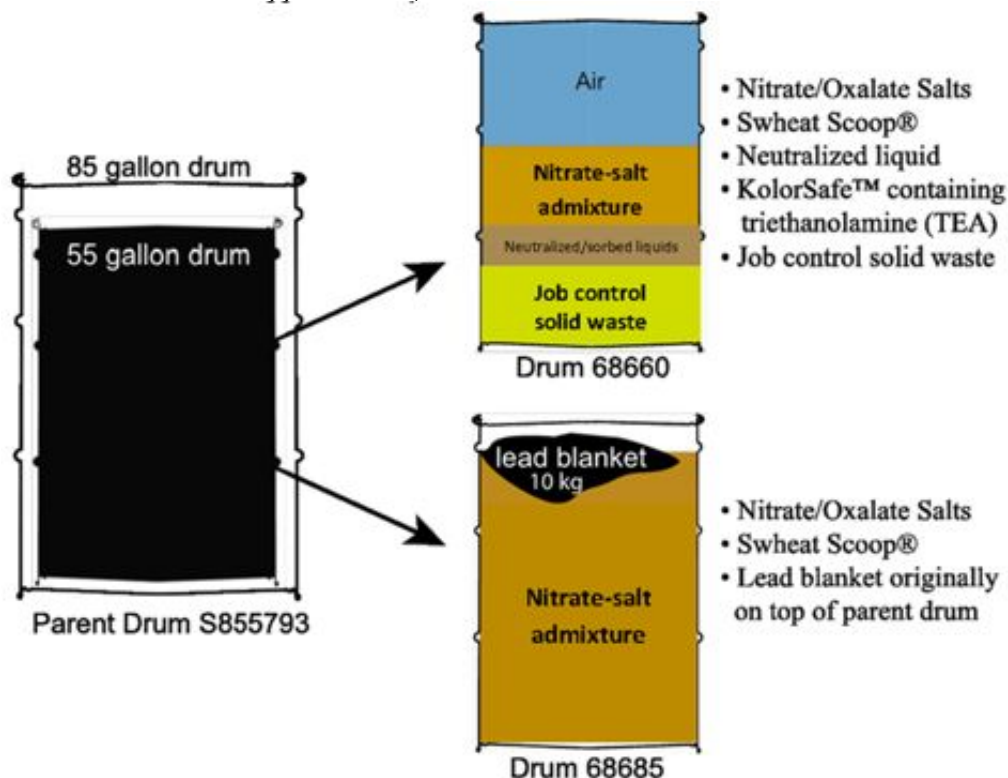 85 gallon drum
55 gallon drum
Parent Drum S855793
Air
Nitrate-salt
admixture
Neutralized/sorbed liquids
Job control
solid waste
Drum 68660
• Nitrate/Oxalate Salts
• Swheat Scoop®
• Neutralized liquid
• KolorSafe™ containing
triethanolamine (TEA)
• Job control solid waste
lead blanket
10 kg
Nitrate-salt
admixture
Drum 68685
• Nitrate/Oxalate Salts
• Swheat Scoop®
• Lead blanket originally
on top of parent drum